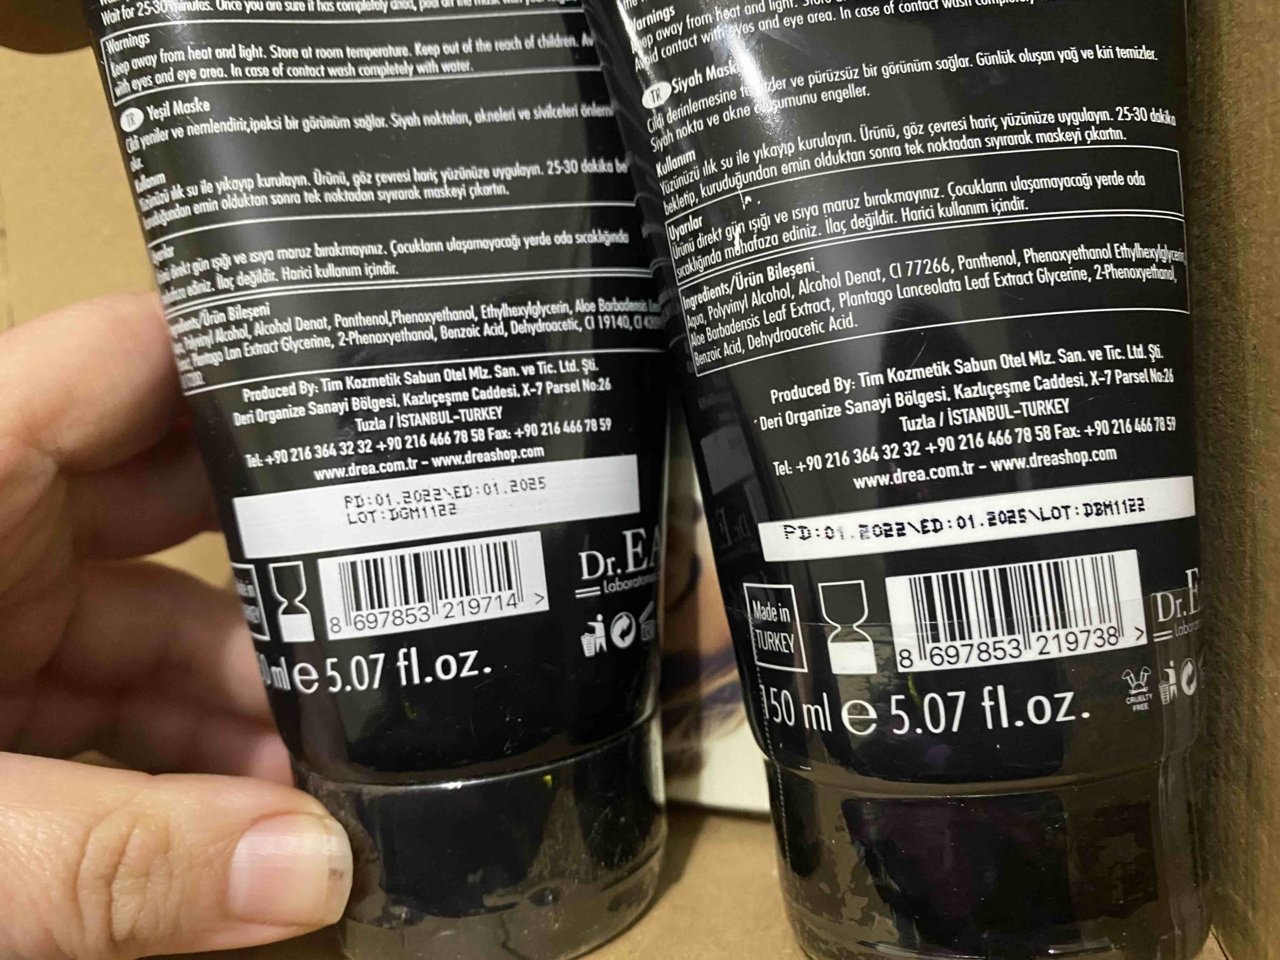 Wait for 25-30 minutes. Once you are sure it has completely dried, peel off the mask with your
Warnings
Keep away from heat and light. Store at room temperature. Keep out of the reach of children. Av
with eyes and eye area. In case of contact wash completely with water.
TR Yeşil Maske
Cildi yeniler ve nemlendirir,ipeksi bir görünüm sağlar. Siyah noktaları, akneleri ve sivilceleri önleme
Kullanım
Yüzünüzü ılık su ile yıkayıp kurulayın. Ürünü, göz çevresi hariç yüzünüze uygulayın. 25-30 dakika be
emin olduktan sonra tek noktadan sıyırarak maskeyi çıkartın.
direkt gün ışığı ve ısıya maruz bırakmayınız. Çocukların ulaşamayacağı yerde oda sıcaklığında
ediniz. İlaç değildir. Harici kullanım içindir.
Ingredients/Ürün Bileşeni
Polyvinyl Alcohol, Alcohol Denat, Panthenol,Phenoxyethanol, Ethylhexylglycerin, Aloe Barbadensis
Plantago Lan Extract Glycerine, 2-Phenoxyethanol, Benzoic Acid, Dehydroacetic, CI 19140, CI
Produced By: Tim Kozmetik Sabun Otel Mlz. San. ve Tic. Ltd. Şti.
Deri Organize Sanayi Bölgesi, Kazlıçeşme Caddesi, X-7 Parsel No:26
Tuzla / İSTANBUL-TURKEY
Tel: +90 216 364 32 32 +90 216 466 78 58 Fax: +90 216 466 78 59
www.drea.com.tr - www.dreashop.com
PD:01.2022\ED:01.2025
LOT:DGM1122
8 697853 219714 >
Dr.EA
Laboratories
ml e 5.07 fl.oz.
Warnings
Keep away from heat and light. Store
Avoid contact with eyes and eye area. In case of contact wash completely
TR Siyah Maske
Cildi derinlemesine temizler ve pürüzsüz bir görünüm sağlar. Günlük oluşan yağ ve kiri temizler.
Siyah nokta ve akne oluşumunu engeller.
Kullanım
Yüzünüzü ılık su ile yıkayıp kurulayın. Ürünü, göz çevresi hariç yüzünüze uygulayın. 25-30 dakika
bekletip, kuruduğundan emin olduktan sonra tek noktadan sıyırarak maskeyi çıkartın.
Uyarılar
Ürünü direkt gün ışığı ve ısıya maruz bırakmayınız. Çocukların ulaşamayacağı yerde oda
sıcaklığında muhafaza ediniz. İlaç değildir. Harici kullanım içindir.
Ingredients/Ürün Bileşeni
Aqua, Polyvinyl Alcohol, Alcohol Denat, CI 77266, Panthenol, Phenoxyethanol Ethylhexylglycerin,
Aloe Barbadensis Leaf Extract, Plantago Lanceolata Leaf Extract Glycerine, 2-Phenoxyethanol,
Benzoic Acid, Dehydroacetic Acid.
Produced By: Tim Kozmetik Sabun Otel Mlz. San. ve Tic. Ltd. Şti.
Deri Organize Sanayi Bölgesi, Kazlıçeşme Caddesi, X-7 Parsel No:26
Tuzla / İSTANBUL-TURKEY
Tel: +90 216 364 32 32 +90 216 466 78 58 Fax: +90 216 466 78 59
www.drea.com.tr - www.dreashop.com
PD:01.2022\ED:01.2025\LOT:DBM1122
Made in
TURKEY
8 697853 219738 >
Dr.E
CRUELTY
FREE
150 ml e 5.07 fl.oz.